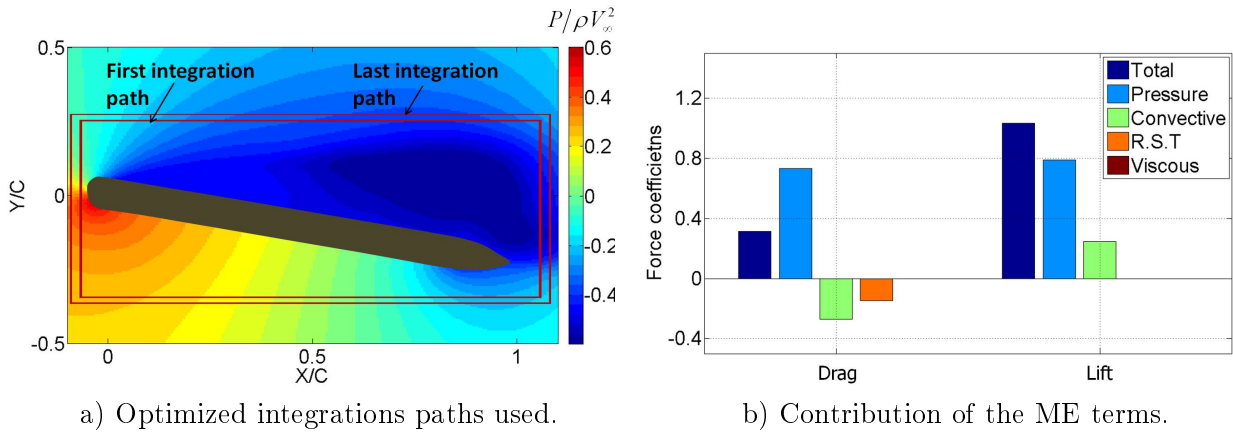 P/ρV∞²
0.5
0
-0.5
Y/C
First integration
path
Last integration
path
0
0.5
1
X/C
0.6
0.4
0.2
0
-0.2
-0.4
a) Optimized integrations paths used.
Force coefficietns
1.2
0.8
0.4
0
-0.4
Total
Pressure
Convective
R.S.T
Viscous
Drag
Lift
b) Contribution of the ME terms.